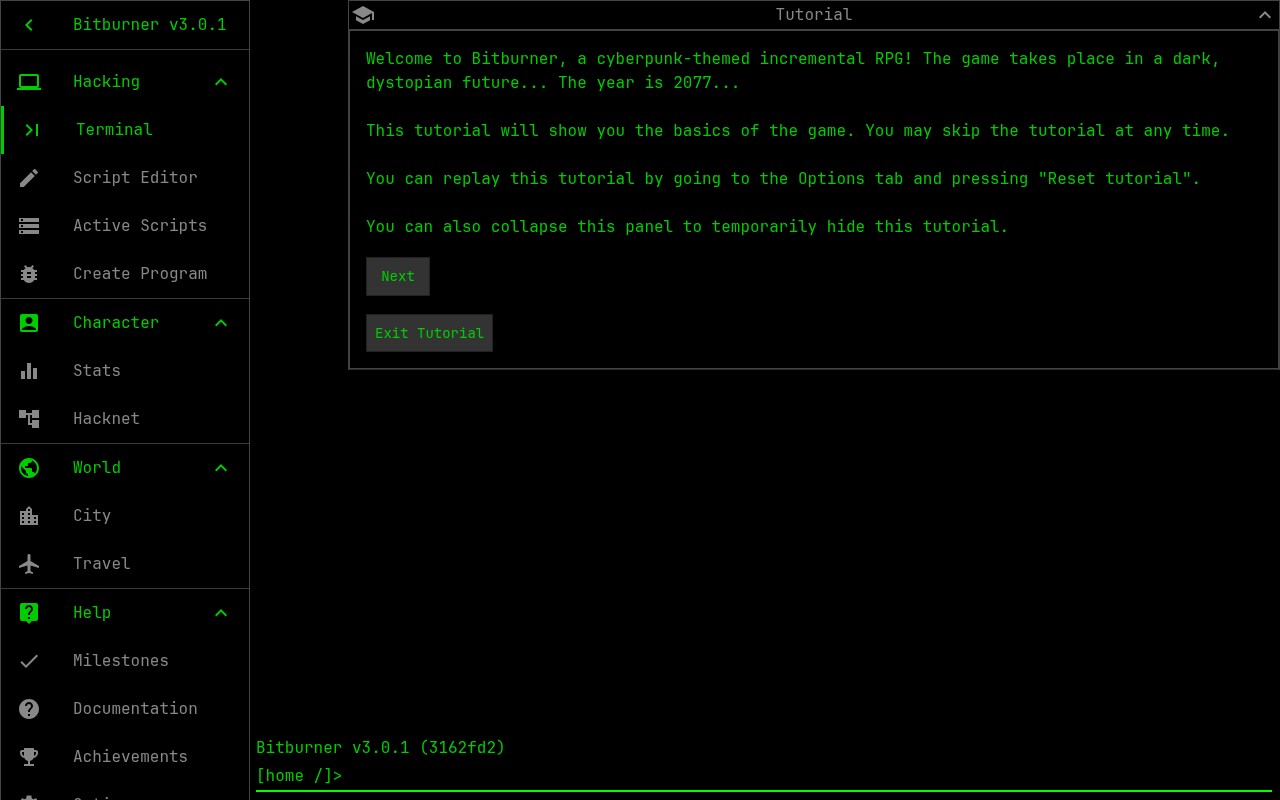 Bitburner v3.0.1
Hacking
Terminal
Script Editor
Active Scripts
Create Program
Character
Stats
Hacknet
World
City
Travel
Help
Milestones
Documentation
Achievements
Tutorial
Welcome to Bitburner, a cyberpunk-themed incremental RPG! The game takes place in a dark,
dystopian future... The year is 2077...
This tutorial will show you the basics of the game. You may skip the tutorial at any time.
You can replay this tutorial by going to the Options tab and pressing "Reset tutorial".
You can also collapse this panel to temporarily hide this tutorial.
Next
Exit Tutorial
Bitburner v3.0.1 (3162fd2)
[home /]>